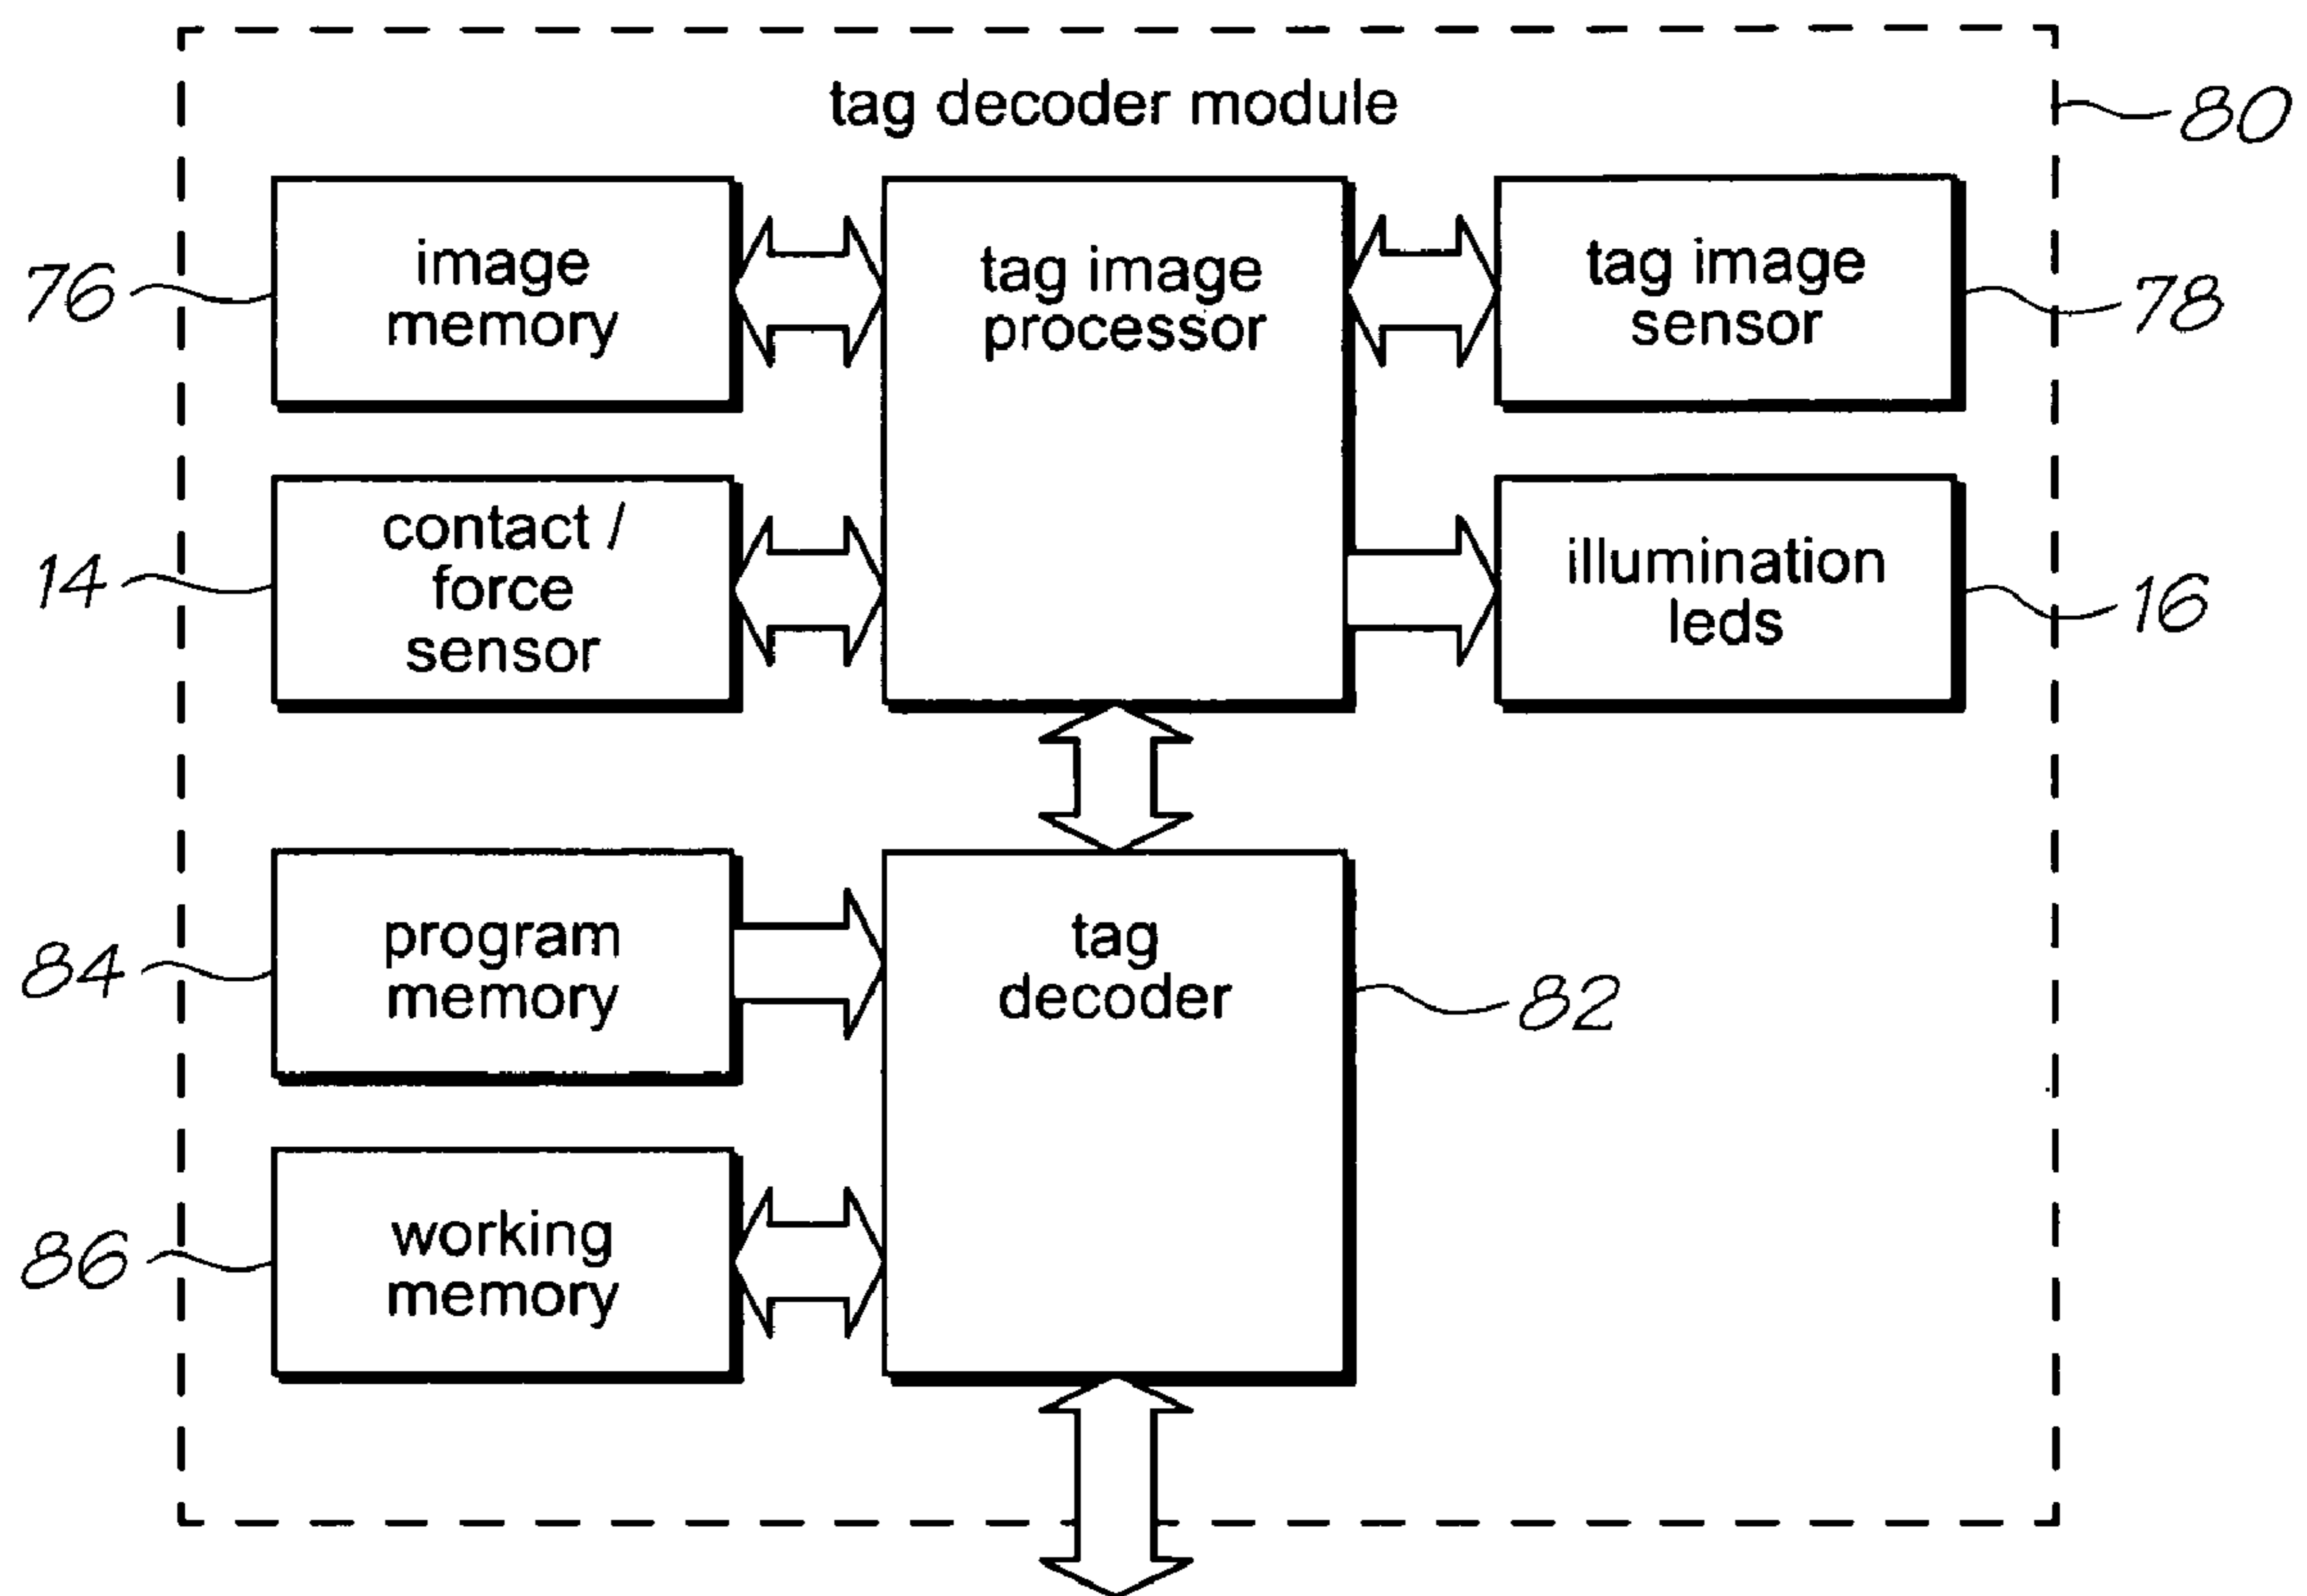 tag decoder module
80
image
memory
76
tag image
processor
tag image
sensor
78
contact /
force
sensor
14
illumination
leds
16
program
memory
84
tag
decoder
82
working
memory
86